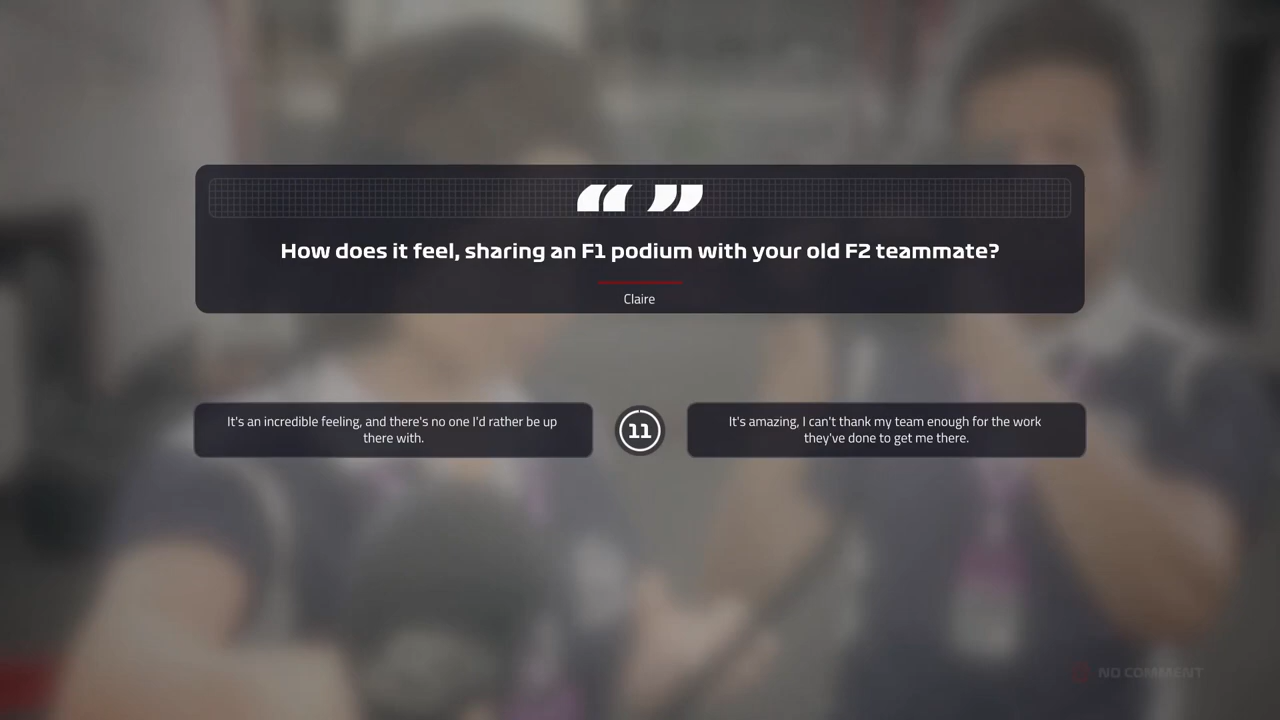 How does it feel, sharing an F1 podium with your old F2 teammate?
Claire
It's an incredible feeling, and there's no one I'd rather be up
there with.
11
It's amazing, I can't thank my team enough for the work
they've done to get me there.
NO COMMENT